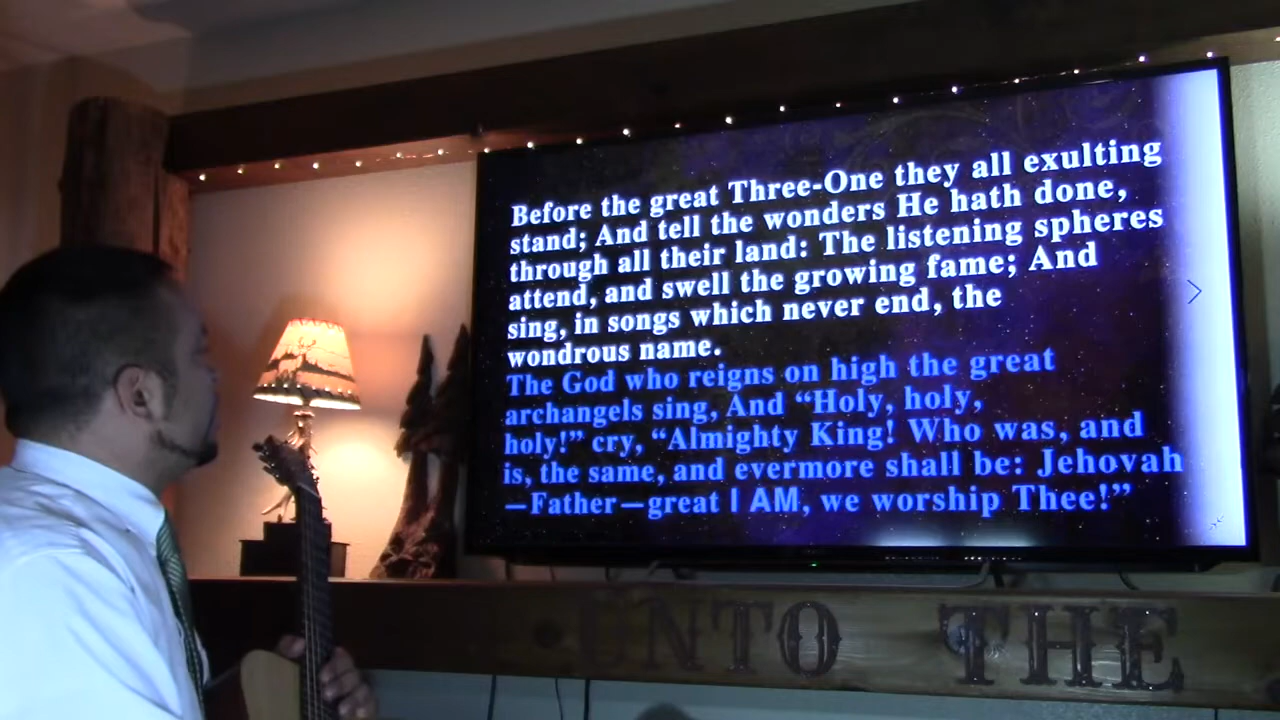 Before the great Three-One they all exulting
stand; And tell the wonders He hath done,
through all their land: The listening spheres
attend, and swell the growing fame; And
sing, in songs which never end, the
wondrous name.
The God who reigns on high the great
archangels sing, And “Holy, holy,
holy!” cry, “Almighty King! Who was, and
is, the same, and evermore shall be: Jehovah
—Father—great I AM, we worship Thee!”
UNTO THE